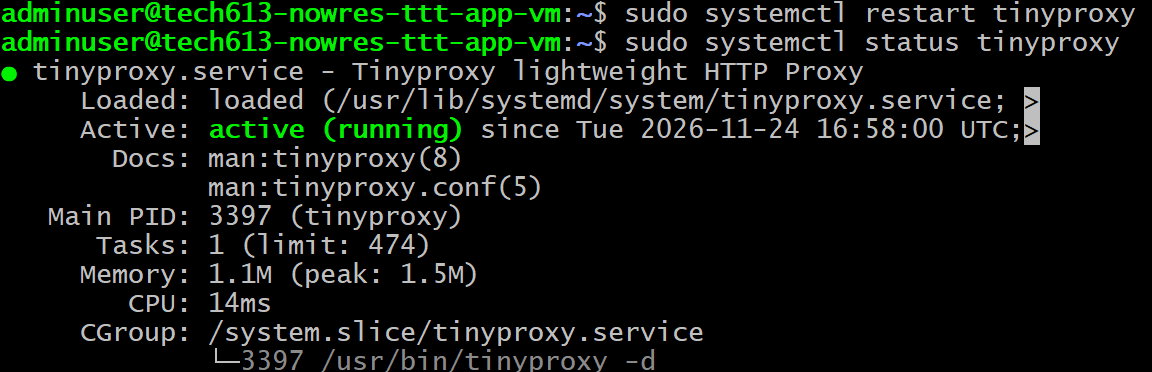 adminuser@tech613-nowres-ttt-app-vm:~$ sudo systemctl restart tinyproxy
adminuser@tech613-nowres-ttt-app-vm:~$ sudo systemctl status tinyproxy
● tinyproxy.service - Tinyproxy lightweight HTTP Proxy
     Loaded: loaded (/usr/lib/systemd/system/tinyproxy.service; >
     Active: active (running) since Tue 2026-11-24 16:58:00 UTC;>
       Docs: man:tinyproxy(8)
             man:tinyproxy.conf(5)
   Main PID: 3397 (tinyproxy)
      Tasks: 1 (limit: 474)
     Memory: 1.1M (peak: 1.5M)
        CPU: 14ms
     CGroup: /system.slice/tinyproxy.service
             └─3397 /usr/bin/tinyproxy -d